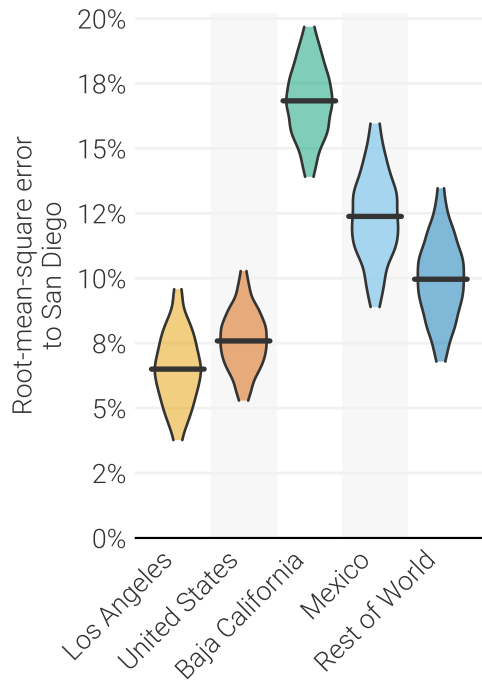 20%
18%
15%
12%
10%
8%
5%
2%
0%
Root-mean-square error
to San Diego
Los Angeles
United States
Baja California
Mexico
Rest of World